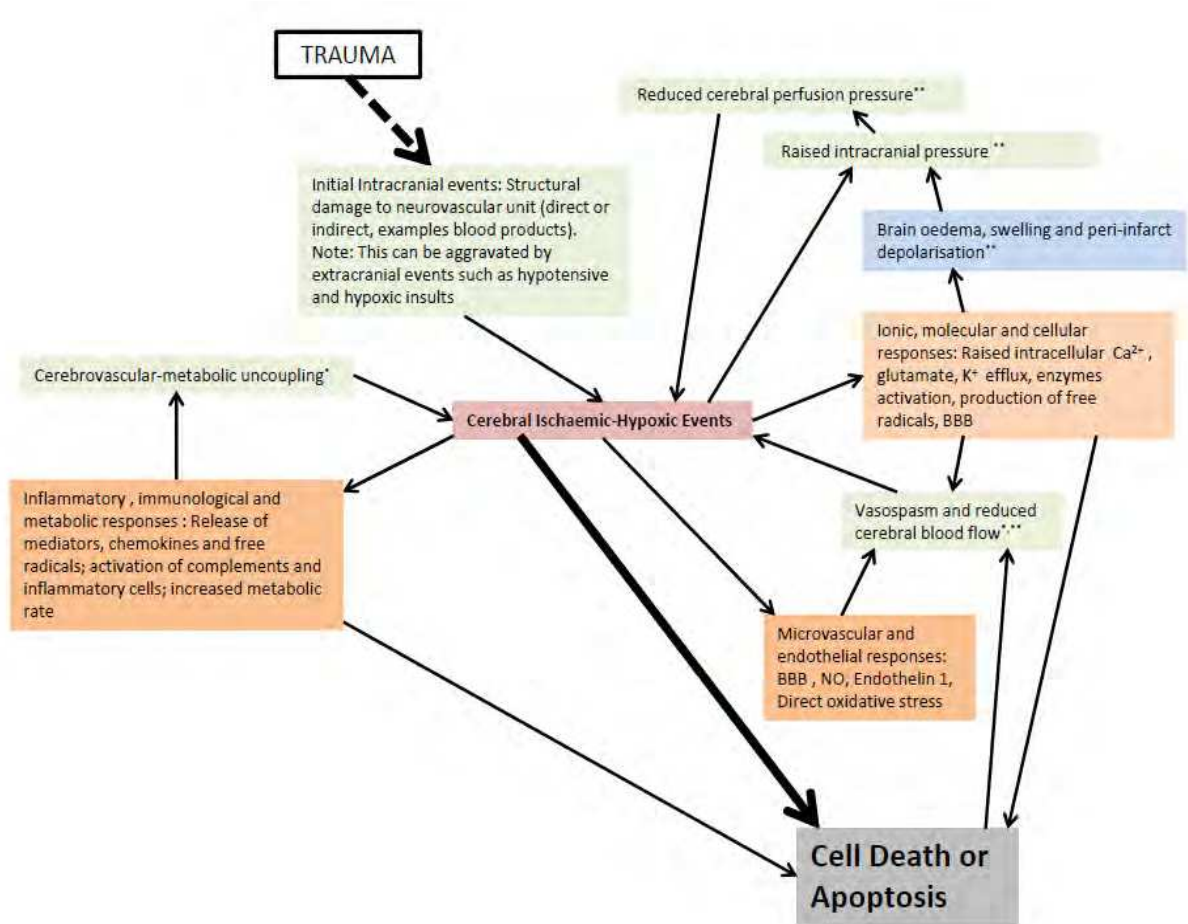 TRAUMA
Reduced cerebral perfusion pressure**
Raised intracranial pressure **
Initial Intracranial events: Structural
damage to neurovascular unit (direct or
indirect, examples blood products).
Note: This can be aggravated by
extracranial events such as hypotensive
and hypoxic insults
Brain oedema, swelling and peri-infarct
depolarisation**
Ionic, molecular and cellular
responses: Raised intracellular Ca²⁺ ,
glutamate, K⁺ efflux, enzymes
activation, production of free
radicals, BBB
Cerebrovascular-metabolic uncoupling*
Cerebral Ischaemic-Hypoxic Events
Inflammatory , immunological and
metabolic responses : Release of
mediators, chemokines and free
radicals; activation of complements and
inflammatory cells; increased metabolic
rate
Vasospasm and reduced
cerebral blood flow*,**
Microvascular and
endothelial responses:
BBB , NO, Endothelin 1,
Direct oxidative stress
Cell Death or
Apoptosis